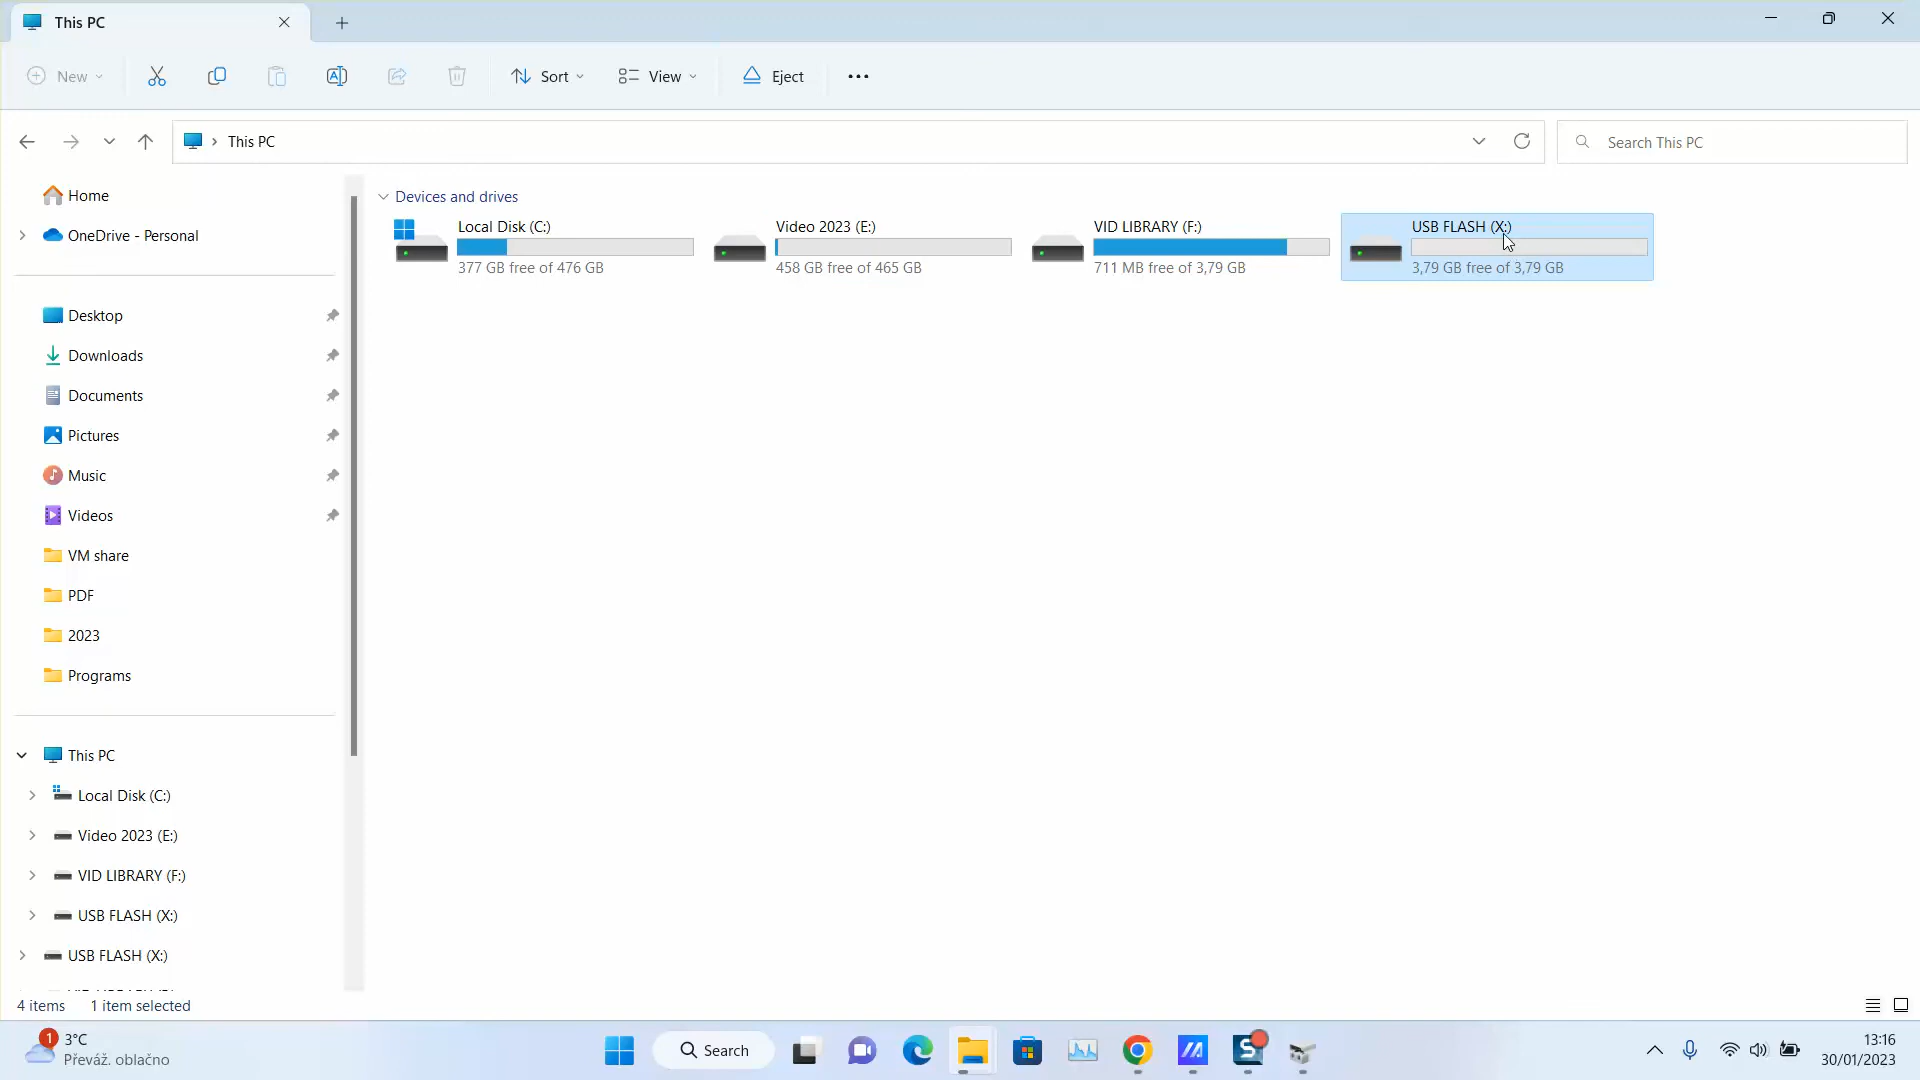 This PC
New
Sort
View
Eject
This PC
Search This PC
Home
OneDrive - Personal
Desktop
Downloads
Documents
Pictures
Music
Videos
VM share
PDF
2023
Programs
This PC
Local Disk (C:)
Video 2023 (E:)
VID LIBRARY (F:)
USB FLASH (X:)
USB FLASH (X:)
Devices and drives
Local Disk (C:)
377 GB free of 476 GB
Video 2023 (E:)
458 GB free of 465 GB
VID LIBRARY (F:)
711 MB free of 3,79 GB
USB FLASH (X:)
3,79 GB free of 3,79 GB
4 items
1 item selected
1
3°C
Převáž. oblačno
Search
13:16
30/01/2023